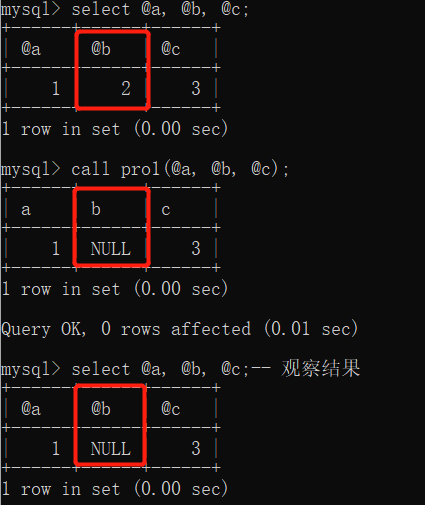 mysql> select @a, @b, @c;
+------+------+------+
| @a | @b | @c |
+------+------+------+
| 1 | 2 | 3 |
+------+------+------+
1 row in set (0.00 sec)
mysql> call prol(@a, @b, @c);
+------+------+------+
| a | b | c |
+------+------+------+
| 1 | NULL | 3 |
+------+------+------+
1 row in set (0.00 sec)
Query OK, 0 rows affected (0.01 sec)
mysql> select @a, @b, @c;-- 观察结果
+------+------+------+
| @a | @b | @c |
+------+------+------+
| 1 | NULL | 3 |
+------+------+------+
1 row in set (0.00 sec)